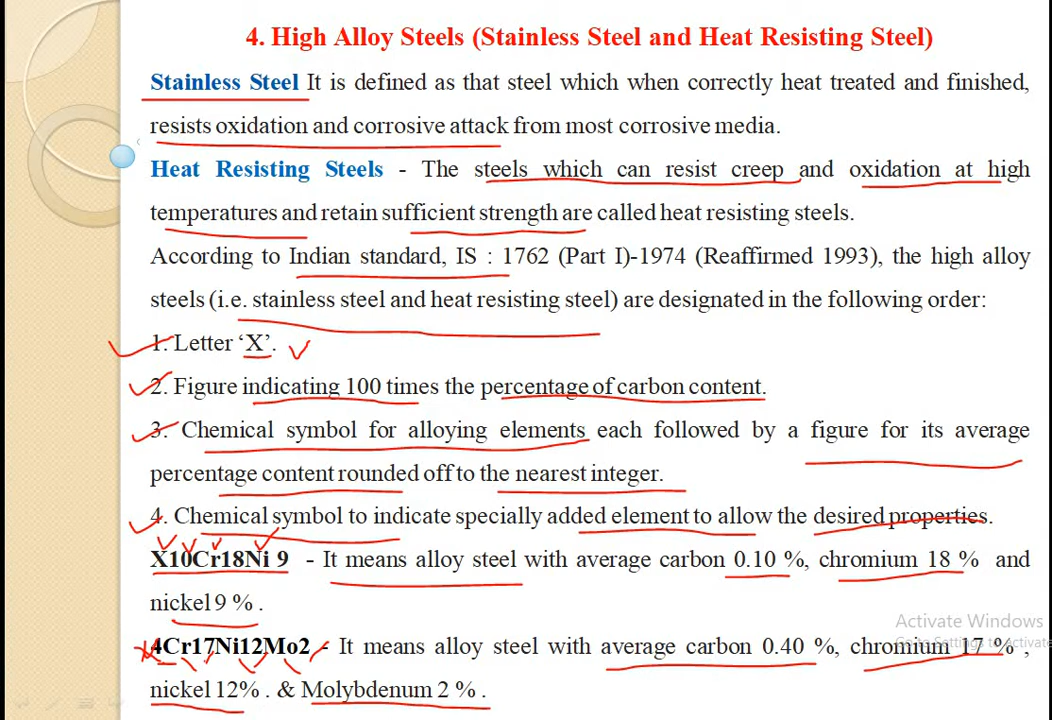 4. High Alloy Steels (Stainless Steel and Heat Resisting Steel)
Stainless Steel It is defined as that steel which when correctly heat treated and finished,
resists oxidation and corrosive attack from most corrosive media.
Heat Resisting Steels - The steels which can resist creep and oxidation at high
temperatures and retain sufficient strength are called heat resisting steels.
According to Indian standard, IS : 1762 (Part I)-1974 (Reaffirmed 1993), the high alloy
steels (i.e. stainless steel and heat resisting steel) are designated in the following order:
1. Letter ‘X’.
2. Figure indicating 100 times the percentage of carbon content.
3. Chemical symbol for alloying elements each followed by a figure for its average
percentage content rounded off to the nearest integer.
4. Chemical symbol to indicate specially added element to allow the desired properties.
X10Cr18Ni 9 - It means alloy steel with average carbon 0.10 %, chromium 18 % and
nickel 9 % .
X4Cr17Ni12Mo2 - It means alloy steel with average carbon 0.40 %, chromium 17 % ,
nickel 12% . & Molybdenum 2 % .
Activate Windows
Go to Settings to activate